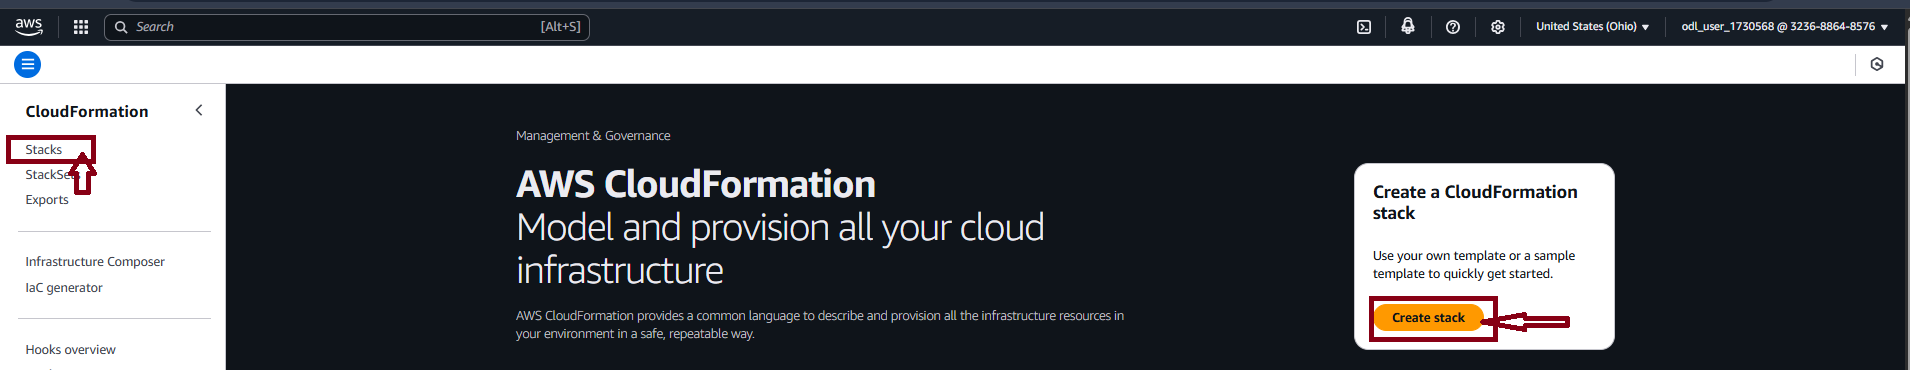 aws
Search
[Alt+S]
United States (Ohio)
odl_user_1730568 @ 3236-8864-8576
CloudFormation
Stacks
StackSets
Exports
Infrastructure Composer
IaC generator
Hooks overview
Management & Governance
AWS CloudFormation
Model and provision all your cloud
infrastructure
AWS CloudFormation provides a common language to describe and provision all the infrastructure resources in
your environment in a safe, repeatable way.
Create a CloudFormation
stack
Use your own template or a sample
template to quickly get started.
Create stack